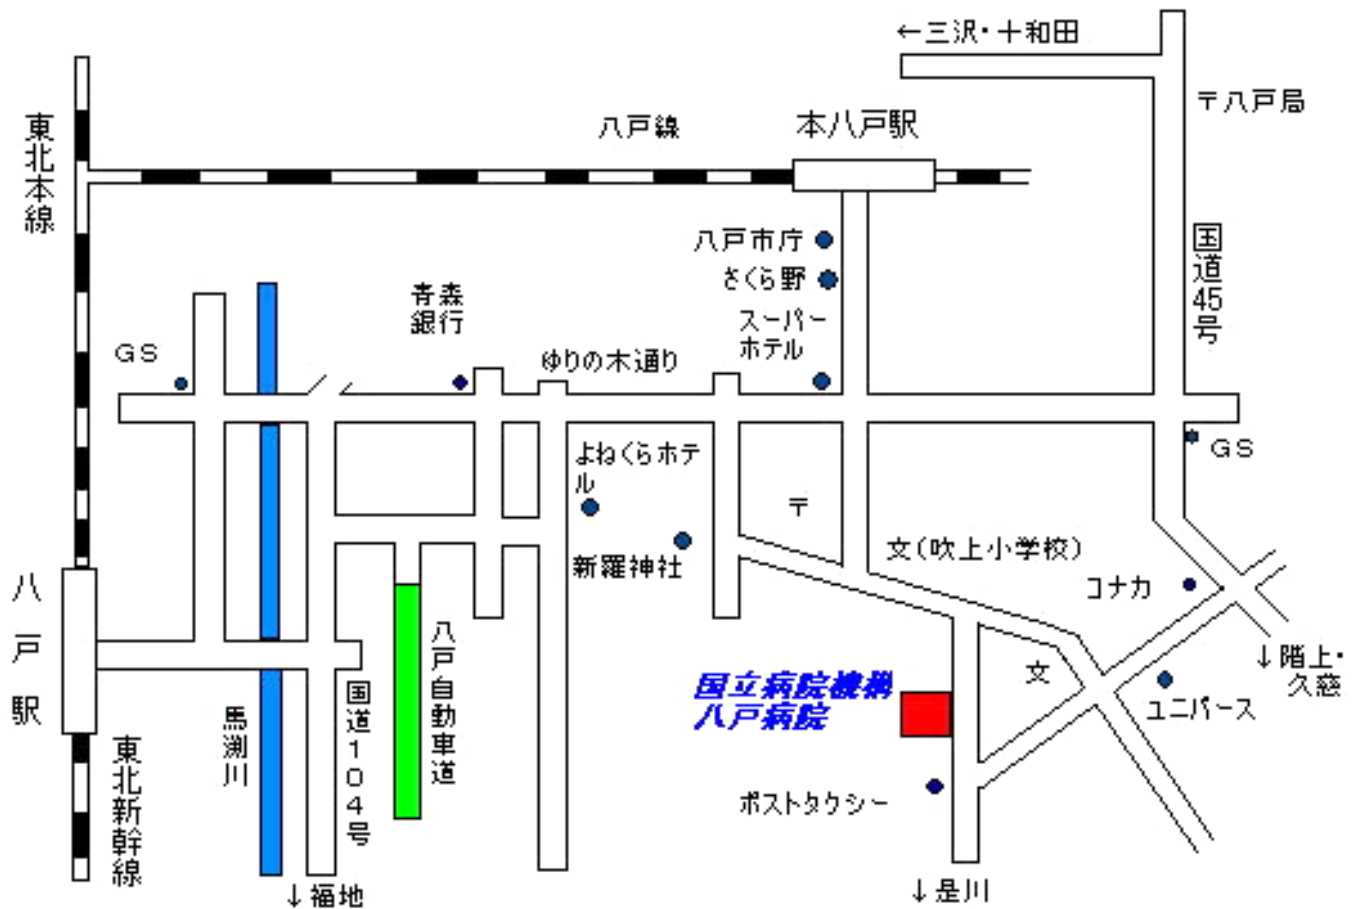 ←三沢・十和田
〒八戸局
東北本線
八戸線
本八戸駅
八戸市庁
さくら野
国道45号
青森
銀行
スーパー
ホテル
GS
ゆりの木通り
よねくらホテ
ル
GS
〒
新羅神社
文(吹上小学校)
コナカ
八戸駅
八戸自動車道
↓階上・
久慈
文
国立病院機構
八戸病院
ユニバース
国道104号
馬淵川
東北新幹線
ポストタクシー
↓福地
↓是川